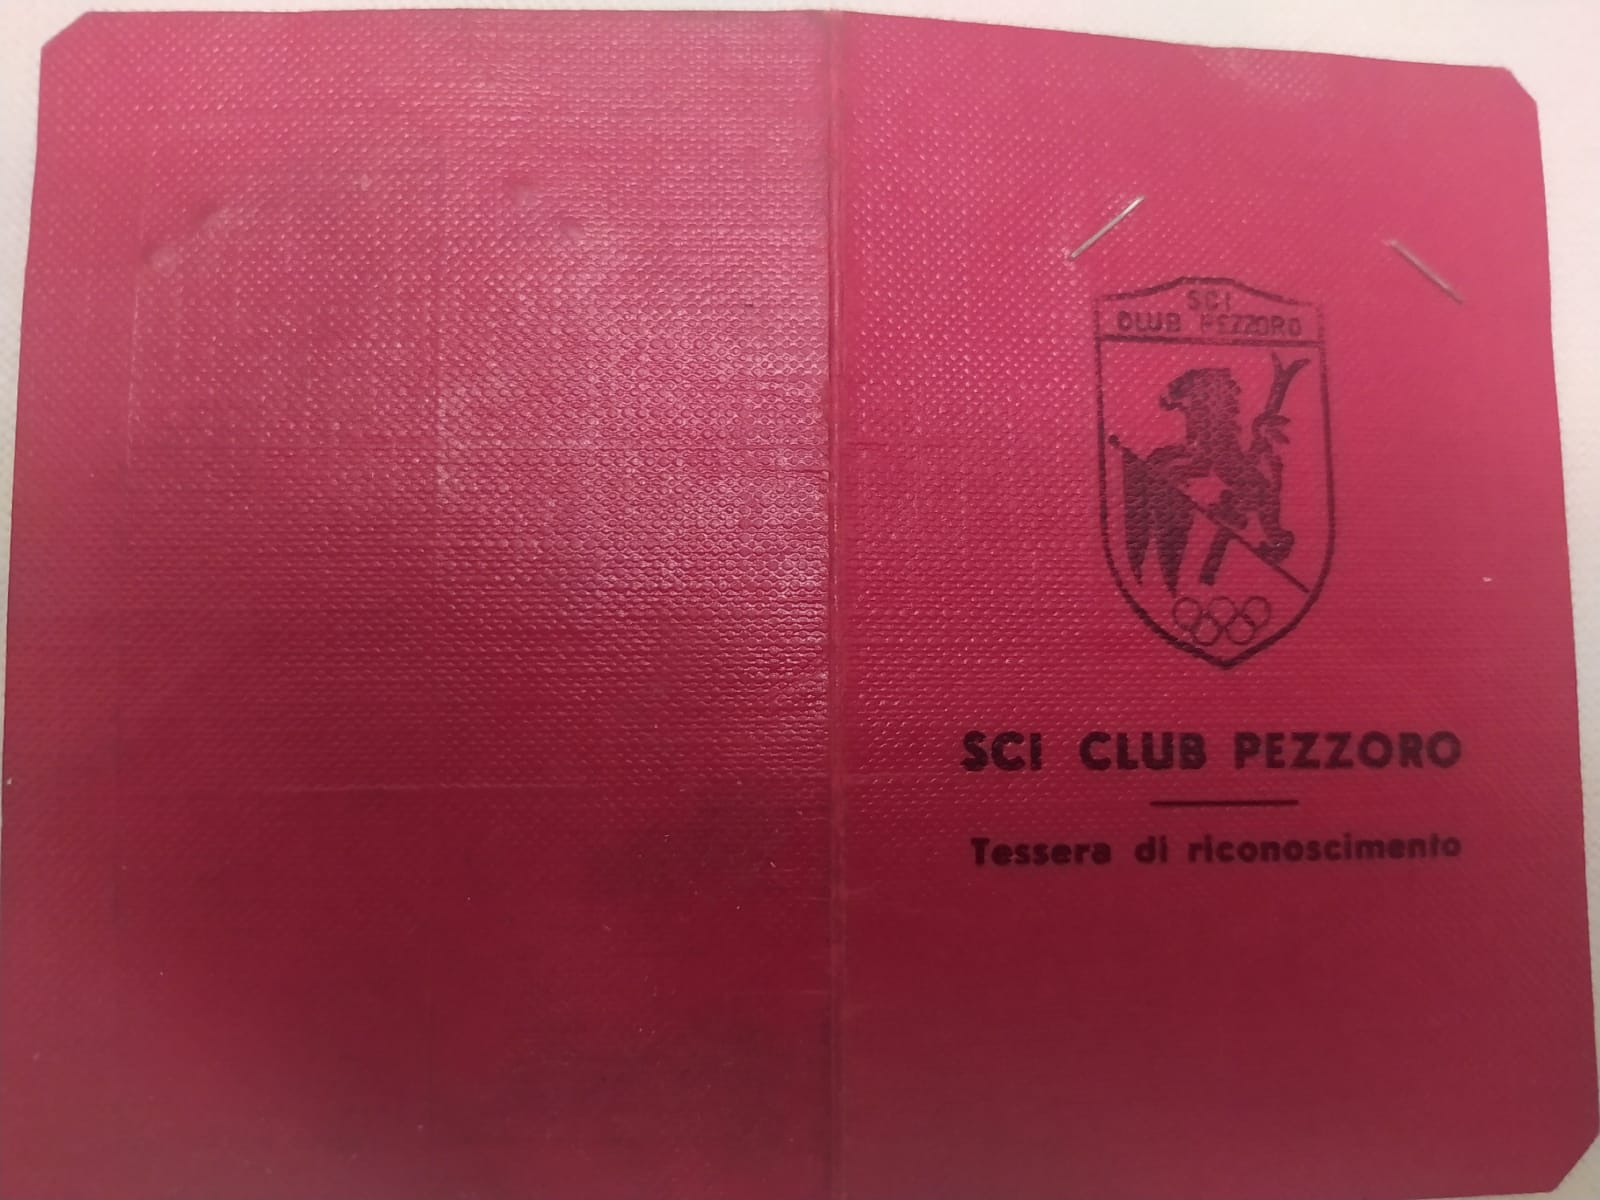 SCI
CLUB PEZZORO
SCI CLUB PEZZORO
Tessera di riconoscimento